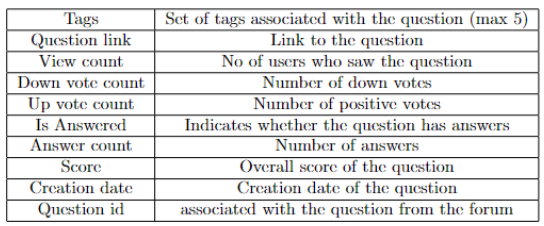 Tags Set of tags associated with the question (max 5)
Question link Link to the question
View count No of users who saw the question
Down vote count Number of down votes
Up vote count Number of positive votes
Is Answered Indicates whether the question has answers
Answer count Number of answers
Score Overall score of the question
Creation date Creation date of the question
Question id associated with the question from the forum